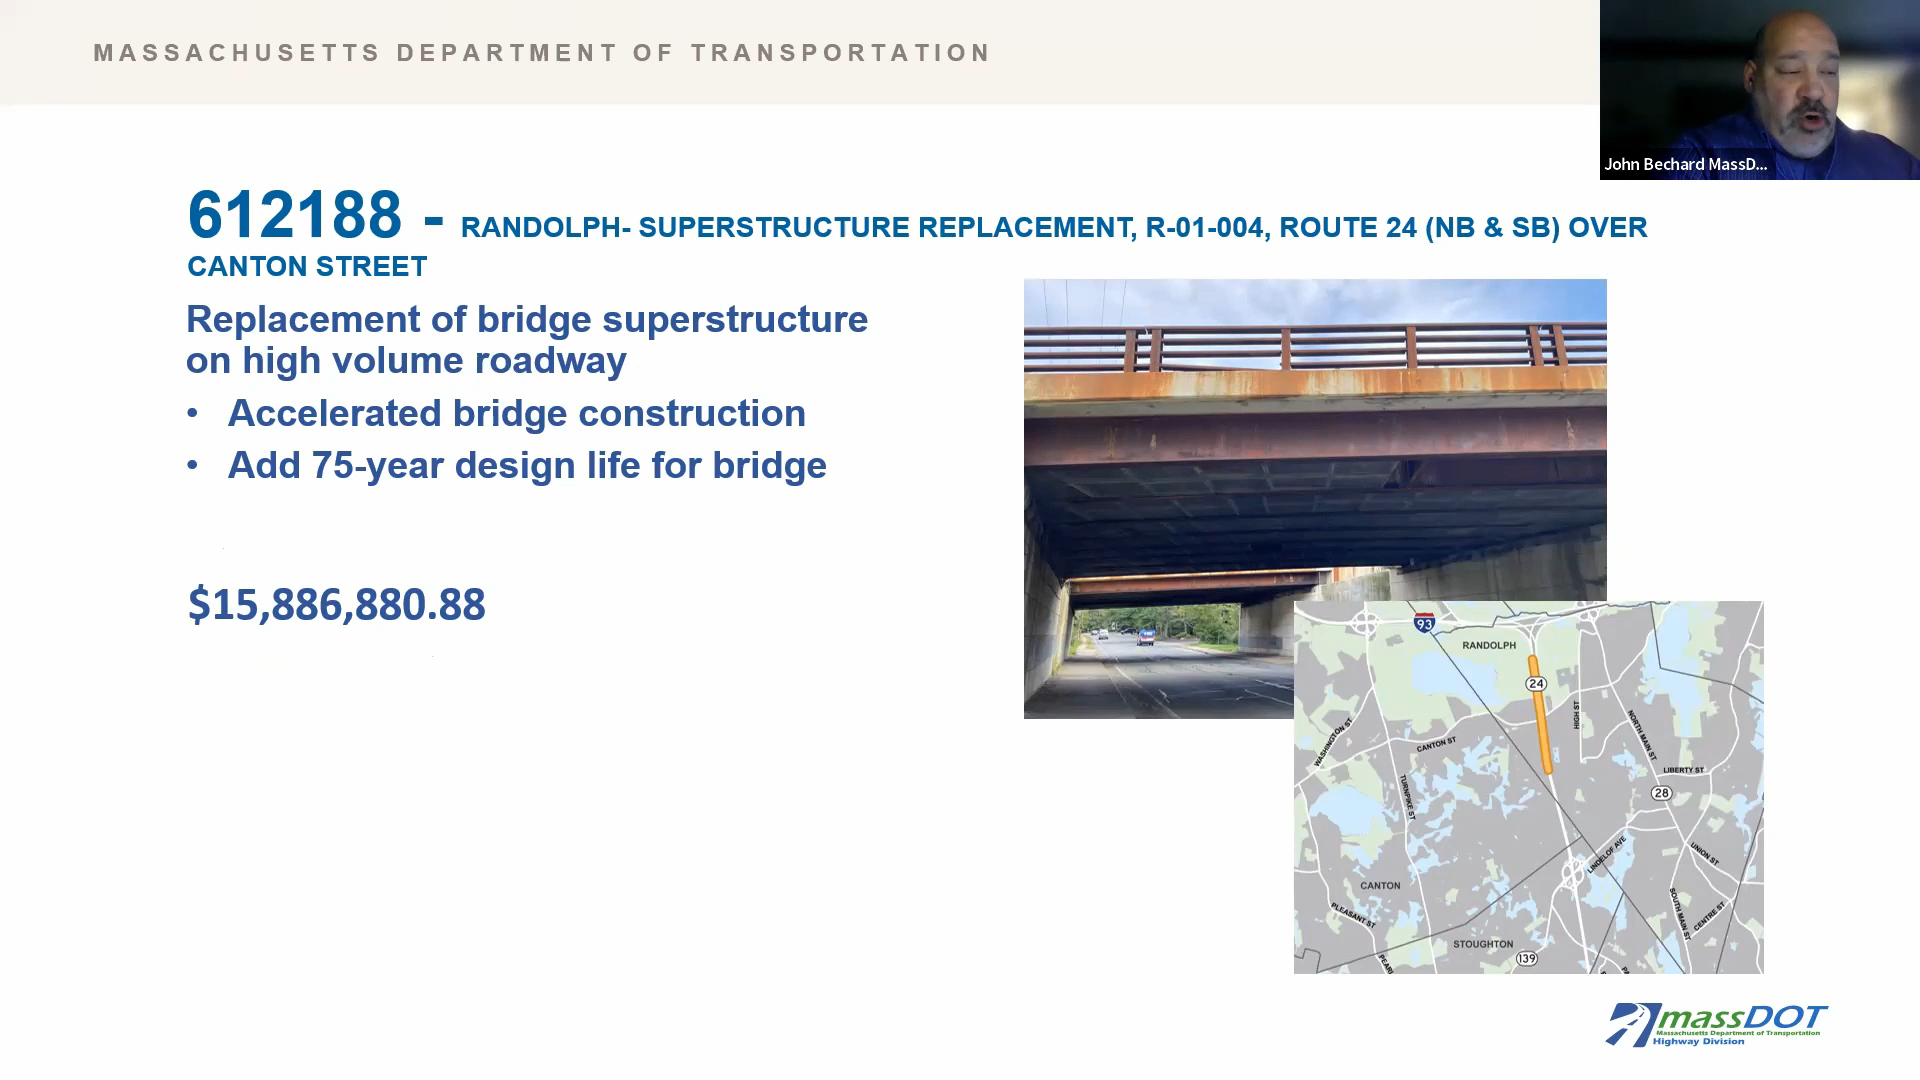 MASSACHUSETTS DEPARTMENT OF TRANSPORTATION
John Bechard MassD...
612188 - RANDOLPH- SUPERSTRUCTURE REPLACEMENT, R-01-004, ROUTE 24 (NB & SB) OVER
CANTON STREET
Replacement of bridge superstructure
on high volume roadway
• Accelerated bridge construction
• Add 75-year design life for bridge
$15,886,880.88
93
RANDOLPH
24
HIGH ST
NORTH MAIN ST
WASHINGTON ST
CANTON ST
TURNPIKE ST
LIBERTY ST
28
LINDELOF AVE
UNION ST
CANTON
PLEASANT ST
SOUTH MAIN ST
CENTRE ST
STOUGHTON
139
massDOT
Massachusetts Department of Transportation
Highway Division